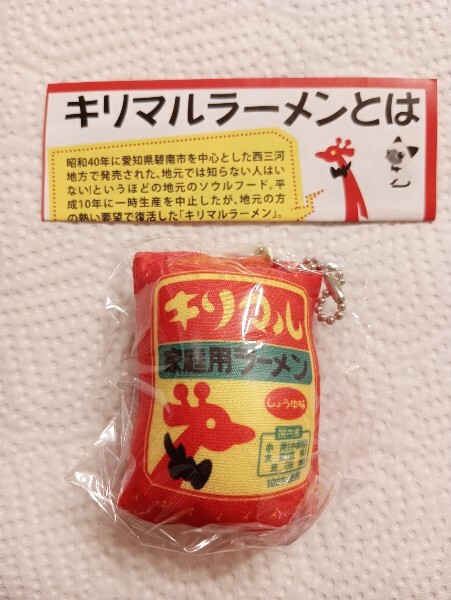 キリマルラーメンとは
昭和40年に愛知県碧南市を中心とした西三河
地方で発売された、地元では知らない人はい
ない!というほどの地元のソウルフード。平
成10年に一時生産を中止したが、地元の方
の熱い要望で復活した「キリマルラーメン」。
キリマル
家庭用ラーメン
しょうゆ味